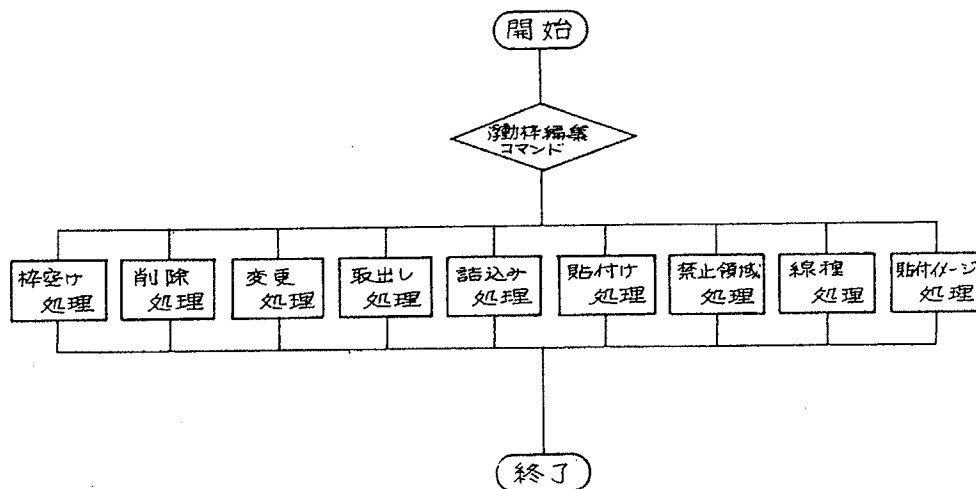 開始
浮動枠編集
コマンド
枠空け
処理
削除
処理
変更
処理
取出し
処理
詰込み
処理
貼付け
処理
禁止領域
処理
線種
処理
貼付イメージ
処理
終了